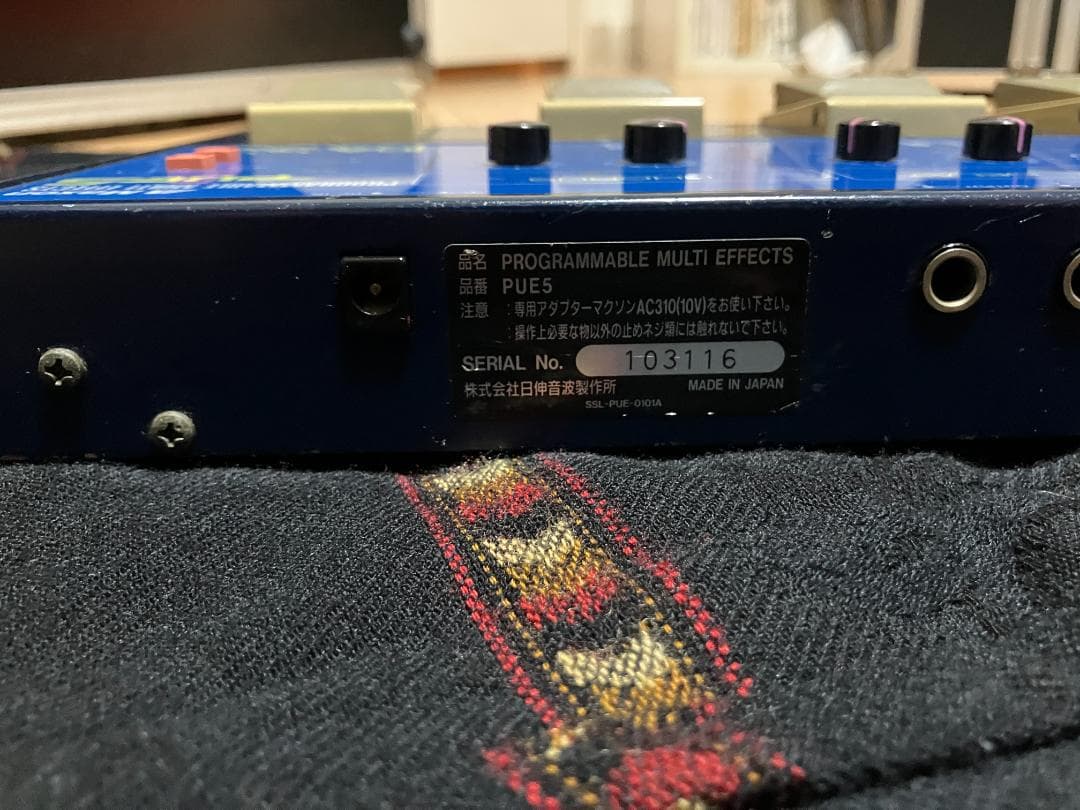 品名 PROGRAMMABLE MULTI EFFECTS
品番 PUE5
注意 :専用アダプターマクソンAC310(10V)をお使い下さい。
:操作上必要な物以外の止めネジ類には触れないで下さい。
SERIAL No. 103116
株式会社日伸音波製作所 MADE IN JAPAN
SSL-PUE-0101A